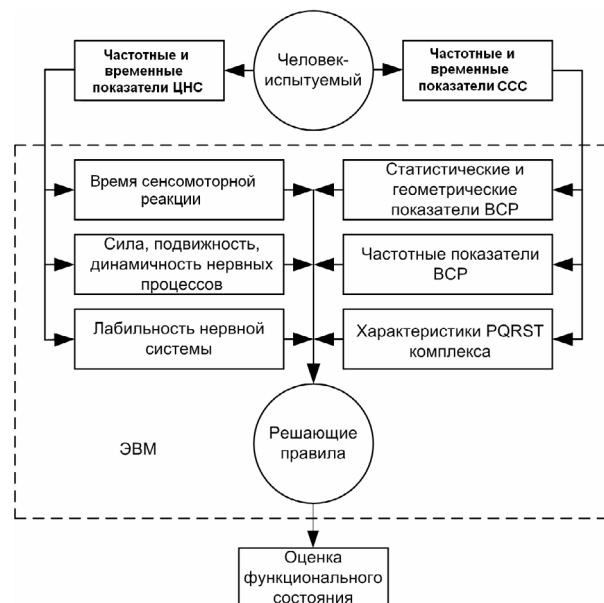 Частотные и
временные
показатели ЦНС
Человек-
испытуемый
Частотные и
временные
показатели ССС
Время сенсомоторной
реакции
Статистические и
геометрические
показатели ВСР
Сила, подвижность,
динамичность нервных
процессов
Частотные показатели
ВСР
Лабильность нервной
системы
Характеристики PQRST
комплекса
Решающие
правила
ЭВМ
Оценка
функционального
состояния